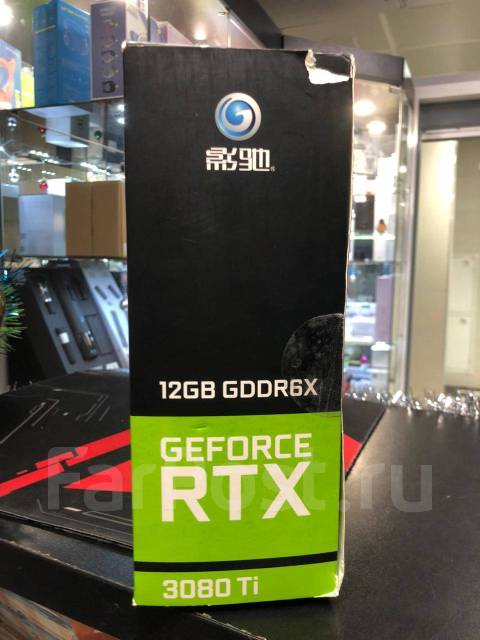 影驰®
12GB GDDR6X
GEFORCE
RTX
3080 Ti
farpost.ru